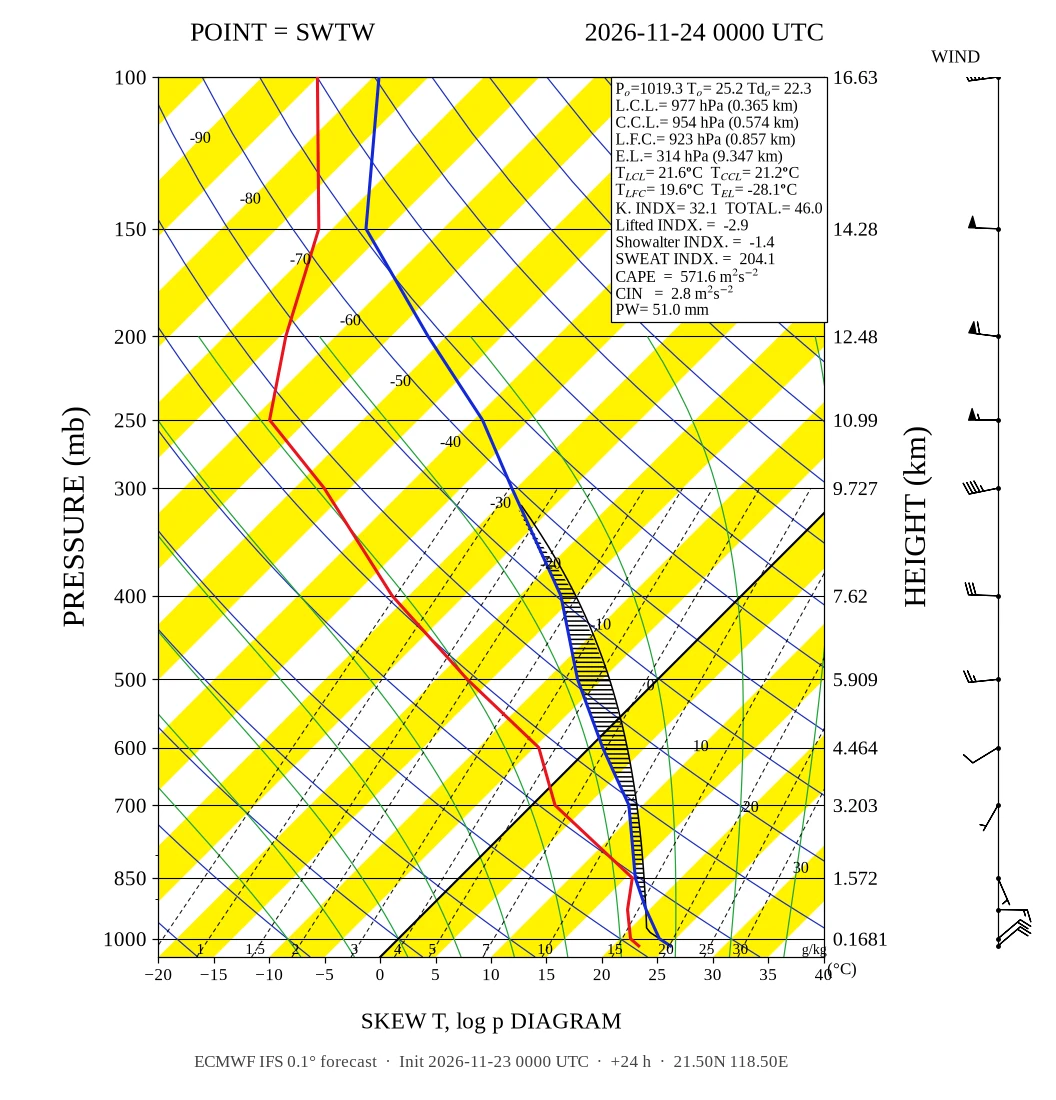 POINT = SWTW
2026-11-24 0000 UTC
WIND
Pₒ=1019.3 Tₒ= 25.2 Tdₒ= 22.3
L.C.L.= 977 hPa (0.365 km)
C.C.L.= 954 hPa (0.574 km)
L.F.C.= 923 hPa (0.857 km)
E.L.= 314 hPa (9.347 km)
T_LCL= 21.6°C T_CCL= 21.2°C
T_LFC= 19.6°C T_EL= -28.1°C
K. INDX= 32.1 TOTAL.= 46.0
Lifted INDX. = -2.9
Showalter INDX. = -1.4
SWEAT INDX. = 204.1
CAPE = 571.6 m²s⁻²
CIN = 2.8 m²s⁻²
PW= 51.0 mm
100
150
200
250
300
400
500
600
700
850
1000
PRESSURE (mb)
-90
-80
-70
-60
-50
-40
-30
-20
-10
0
10
20
30
16.63
14.28
12.48
10.99
9.727
7.62
5.909
4.464
3.203
1.572
0.1681
HEIGHT (km)
1 1.5 2 3 4 5 7 10 15 20 25 30 g/kg
−20 −15 −10 −5 0 5 10 15 20 25 30 35 40 (°C)
SKEW T, log p DIAGRAM
ECMWF IFS 0.1° forecast · Init 2026-11-23 0000 UTC · +24 h · 21.50N 118.50E